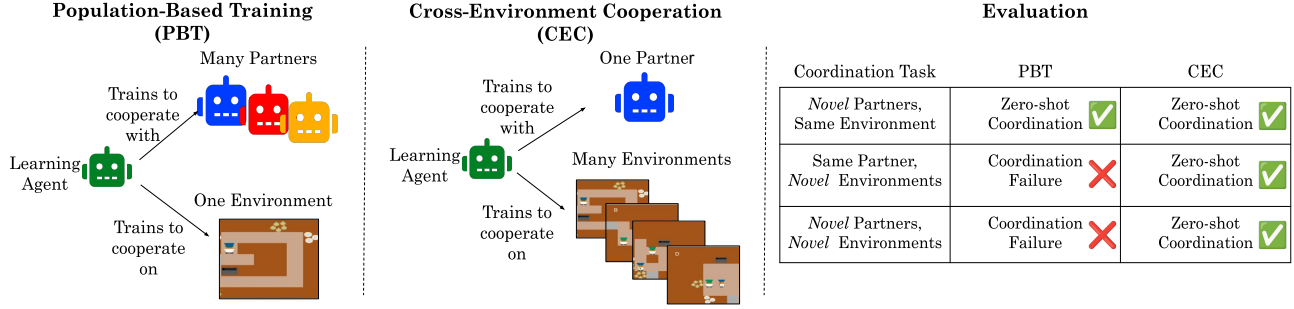 Population-Based Training
(PBT)
Many Partners
Trains to
cooperate
with
Learning
Agent
One Environment
Trains to
cooperate
on
Cross-Environment Cooperation
(CEC)
One Partner
Trains to
cooperate
with
Learning
Agent
Many Environments
Trains to
cooperate
on
Evaluation
Coordination Task PBT CEC
Novel Partners,
Same Environment
Zero-shot
Coordination
Zero-shot
Coordination
Same Partner,
Novel Environments
Coordination
Failure
Zero-shot
Coordination
Novel Partners,
Novel Environments
Coordination
Failure
Zero-shot
Coordination